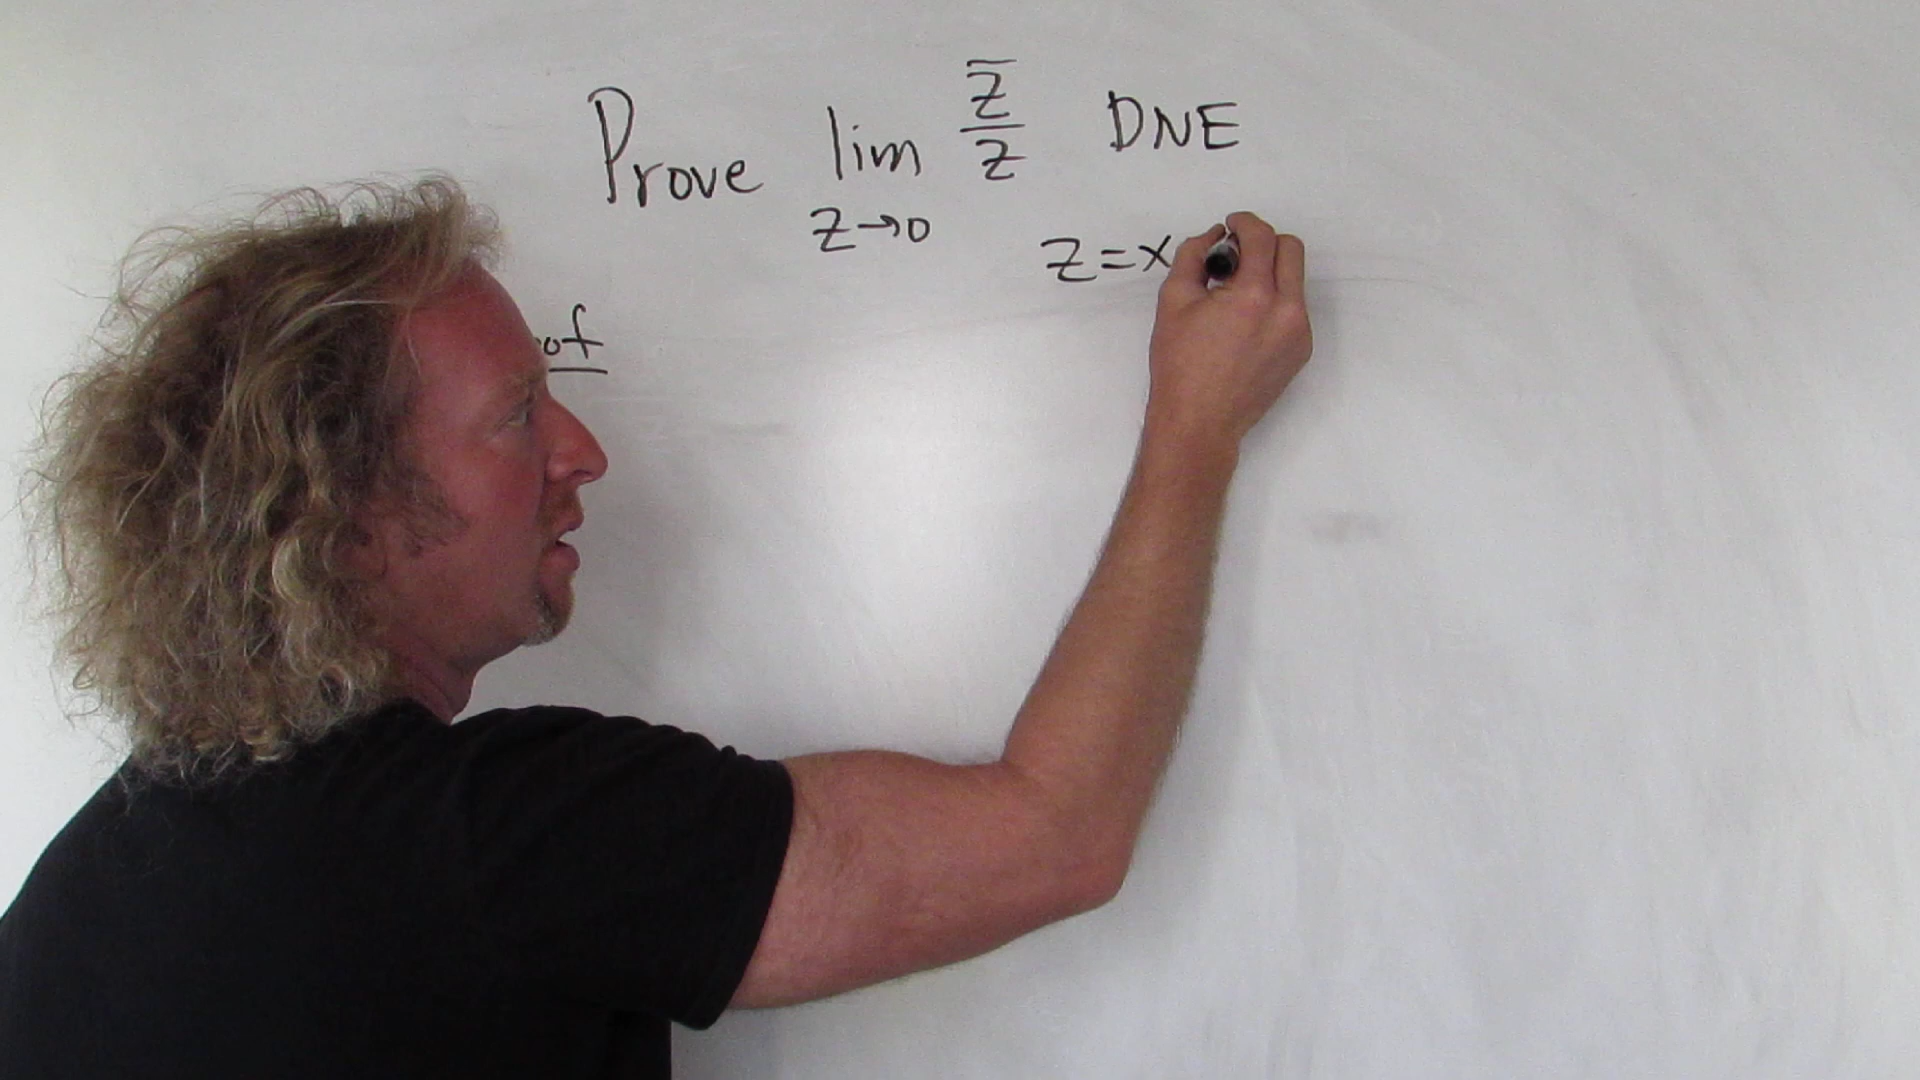 Prove lim z→0 z̅/z DNE
z=x
of